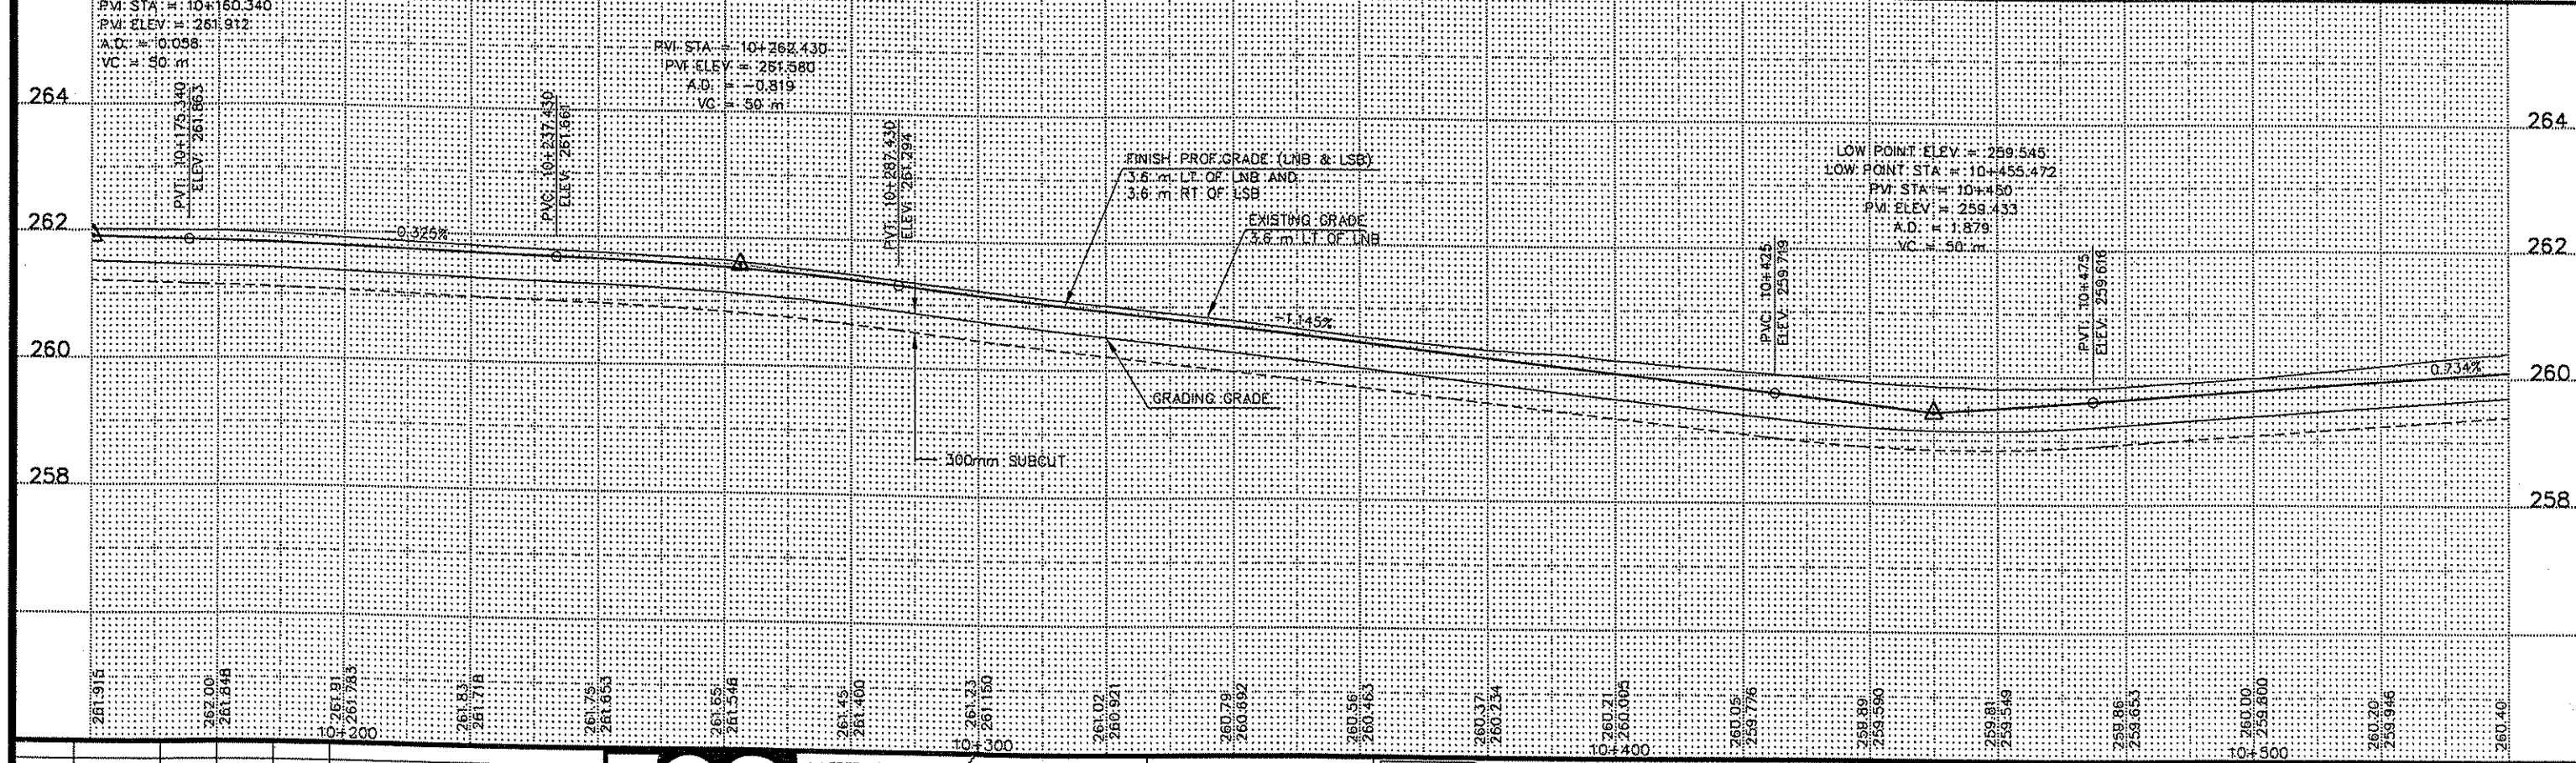 PVI STA = 10+160.340
PVI ELEV = 261.912
A.D. = 0.058
VC = 50 m
PVT: 10+175.340
ELEV: 261.863
PVC: 10+237.430
ELEV: 261.661
PVI STA = 10+262.430
PVI ELEV = 261.580
A.D. = -0.819
VC = 50 m
PVT: 10+287.430
ELEV: 261.294
FINISH PROF.GRADE (LNB & LSB)
3.6 m LT OF LNB AND
3.6 m RT OF LSB
EXISTING GRADE
3.6 m LT OF LNB
LOW POINT ELEV = 259.545
LOW POINT STA = 10+455.472
PVI STA = 10+450
PVI ELEV = 259.433
A.D. = 1.879
VC = 50 m
PVC: 10+425
ELEV: 259.719
PVT: 10+475
ELEV: 259.616
264
262
260
258
264
262
260
258
-0.325%
-1.145%
0.734%
GRADING GRADE
300mm SUBCUT
261.915
262.00
261.848
261.91
261.783
261.83
261.718
261.75
261.653
261.65
261.546
261.45
261.400
261.23
261.150
261.02
260.921
260.79
260.692
260.56
260.463
260.37
260.234
260.21
260.005
260.05
259.776
259.89
259.590
259.81
259.549
259.86
259.653
260.00
259.800
260.20
259.946
260.40
10+200
10+300
10+400
10+500